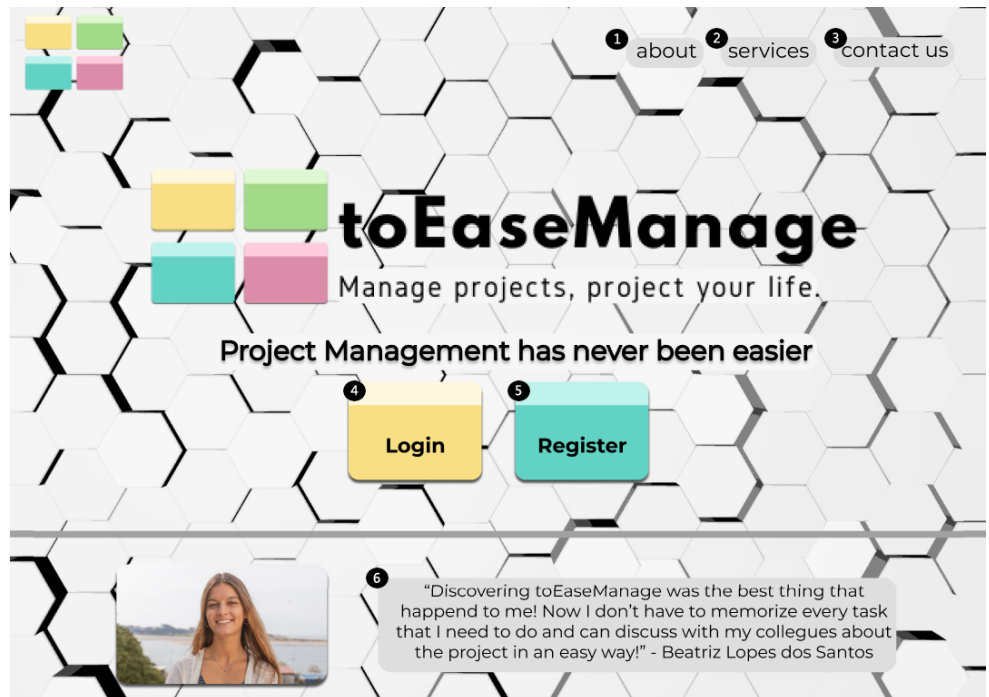 1 about 2 services 3 contact us
toEaseManage
Manage projects, project your life.
Project Management has never been easier
4 5
Login Register
6
“Discovering toEaseManage was the best thing that
happend to me! Now I don’t have to memorize every task
that I need to do and can discuss with my collegues about
the project in an easy way!” - Beatriz Lopes dos Santos